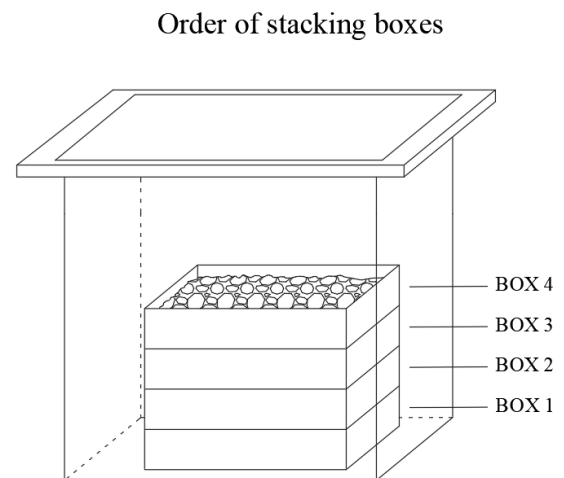 Order of stacking boxes
BOX 4
BOX 3
BOX 2
BOX 1